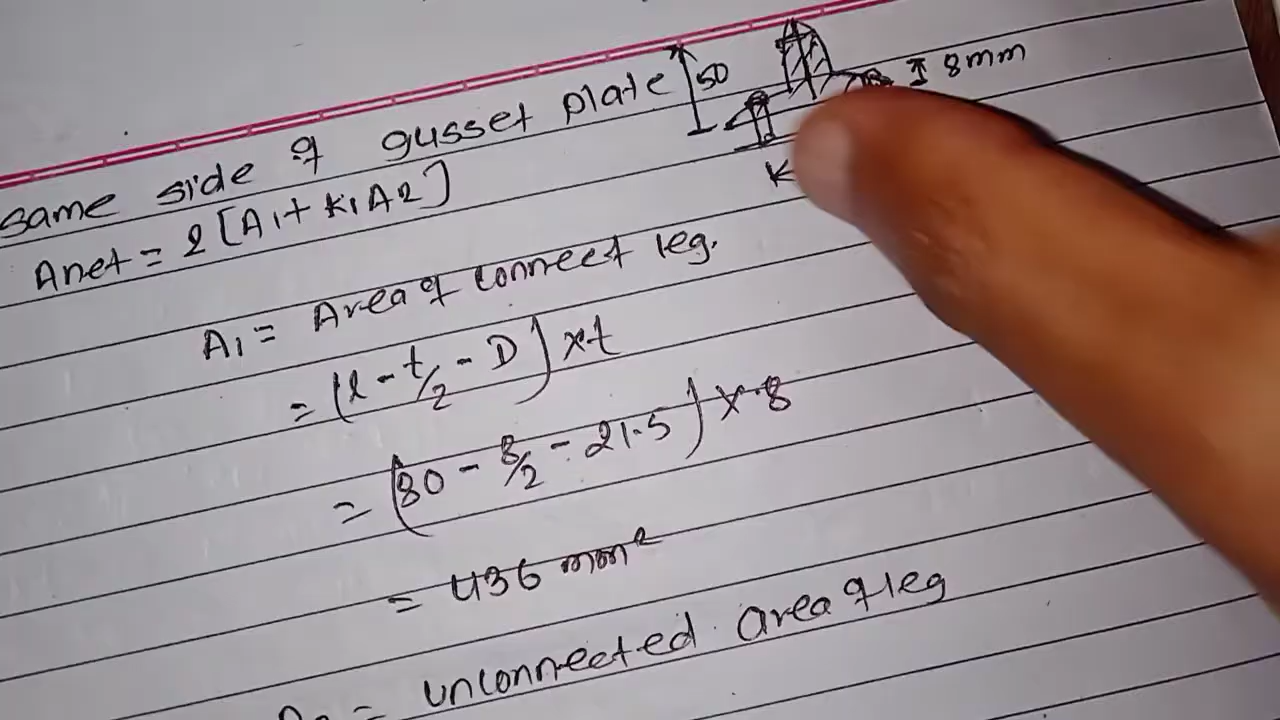 same side of gusset plate
50
8mm
K
Anet = 2 [A1 + K1A2]
A1 = Area of connect leg.
= (l - t/2 - D) x t
= (80 - 8/2 - 21.5) x 8
= 436 mm²
= unconnected area of leg